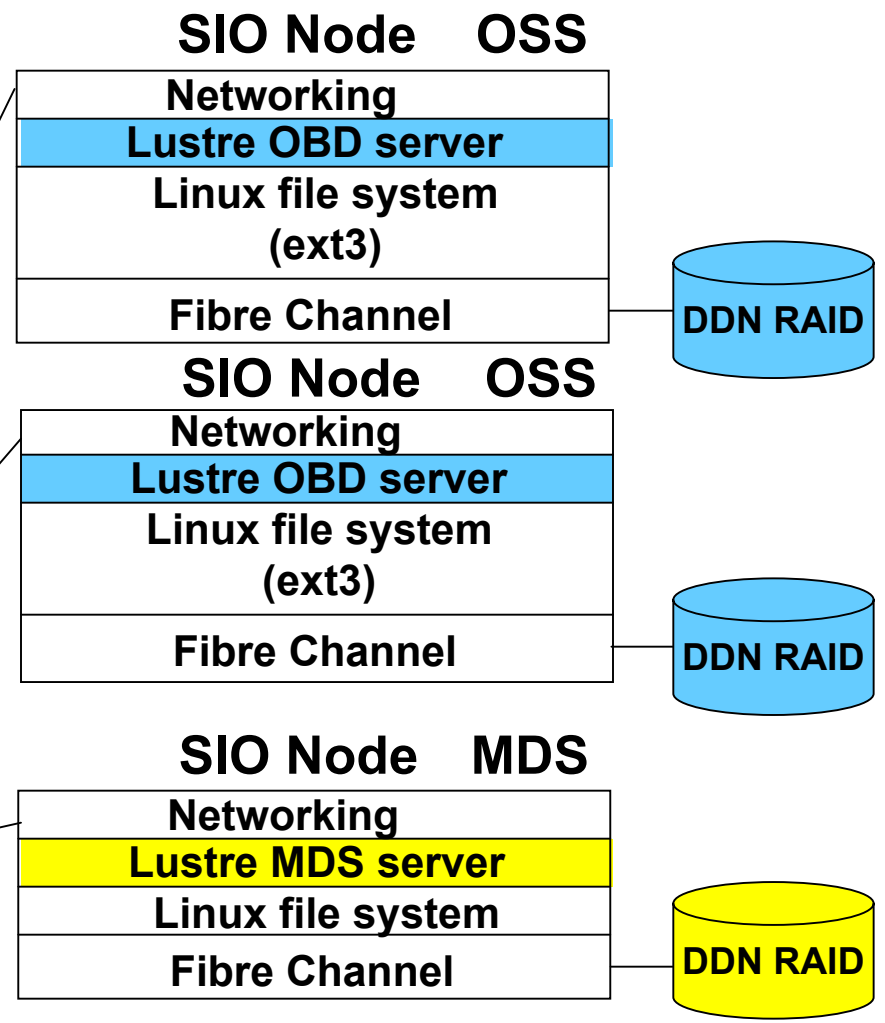 SIO Node OSS
Networking
Lustre OBD server
Linux file system
(ext3)
Fibre Channel
DDN RAID
SIO Node OSS
Networking
Lustre OBD server
Linux file system
(ext3)
Fibre Channel
DDN RAID
SIO Node MDS
Networking
Lustre MDS server
Linux file system
Fibre Channel
DDN RAID